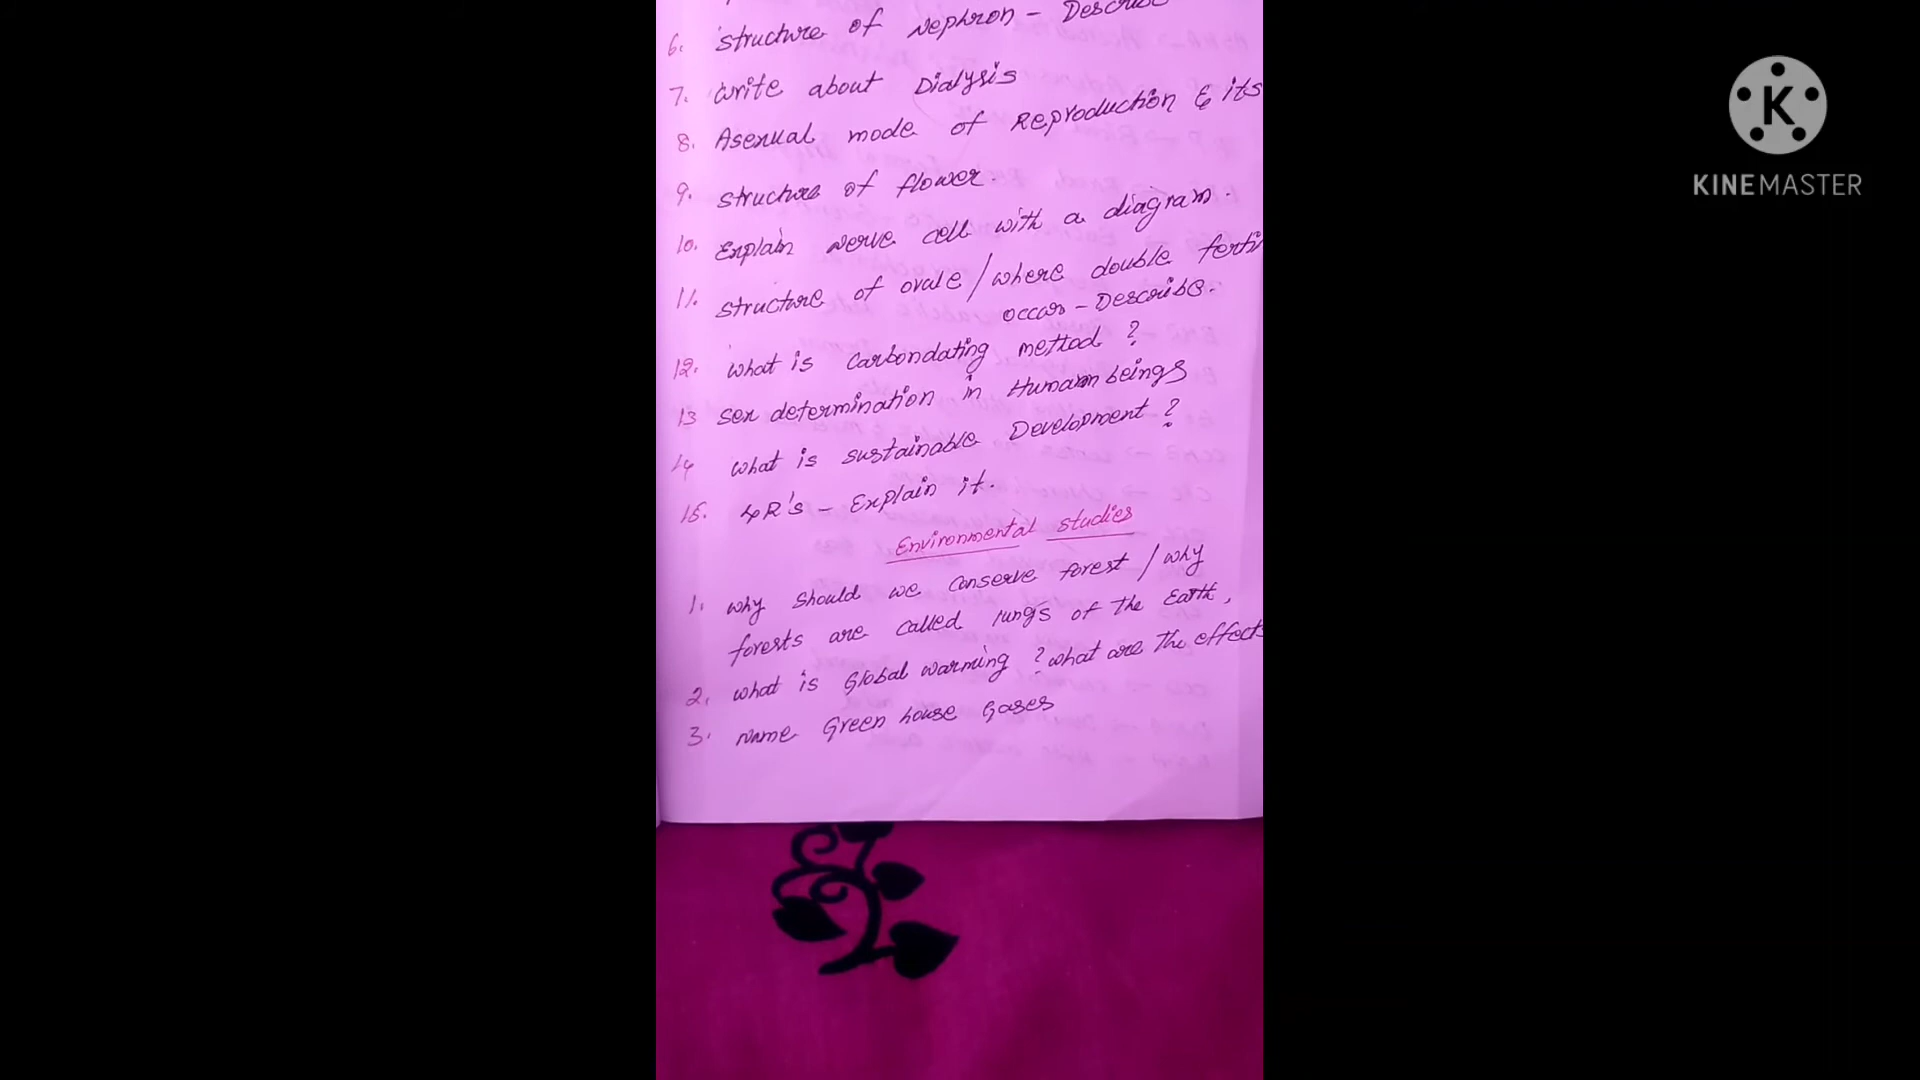 6. structure of Nephron - Describe
7. write about Dialysis
8. Asexual mode of Reproduction & its
9. structure of flower.
10. Explain Nerve cell with a diagram.
11. structure of ovule / where double ferti
occurs - Describe.
12. what is Carbondating method ?
13 sex determination in Human beings
14 what is sustainable Development ?
15. 4R's - Explain it.
Environmental studies
1. why should we conserve forest / why
forests are called lungs of the Earth,
2. what is Global warming ? what are The effects
3. Name Green house Gases
KINEMASTER